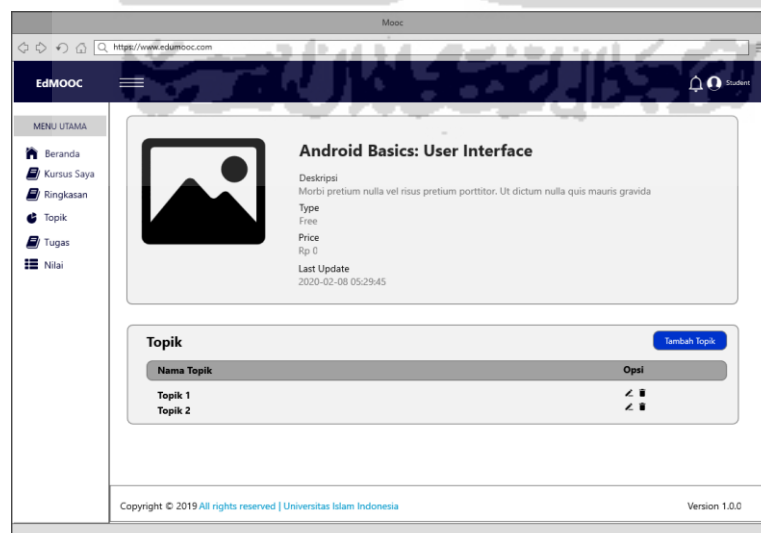 Mooc
https://www.edumooc.com
EdMOOC
Student
MENU UTAMA
Beranda
Kursus Saya
Ringkasan
Topik
Tugas
Nilai
Android Basics: User Interface
Deskripsi
Morbi pretium nulla vel risus pretium porttitor. Ut dictum nulla quis mauris gravida
Type
Free
Price
Rp 0
Last Update
2020-02-08 05:29:45
Topik
Tambah Topik
Nama Topik Opsi
Topik 1
Topik 2
Copyright © 2019 All rights reserved | Universitas Islam Indonesia
Version 1.0.0